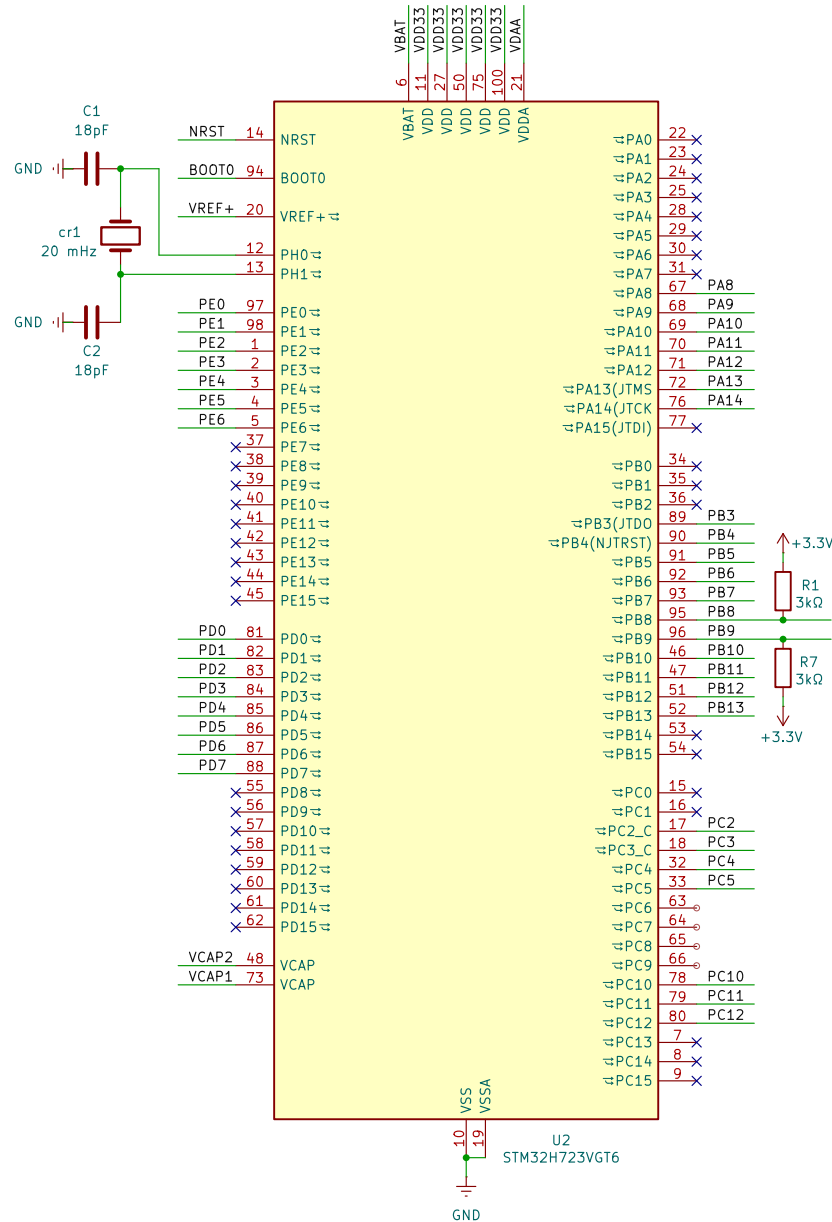 VBAT
VDD33
VDD33
VDD33
VDD33
VDD33
VDAA
6
11
27
50
75
100
21
VBAT
VDD
VDD
VDD
VDD
VDD
VDDA
C1
18pF
GND
cr1
20 mHz
GND
C2
18pF
NRST 14 NRST
BOOT0 94 BOOT0
VREF+ 20 VREF+
12 PH0
13 PH1
PE0 97 PE0
PE1 98 PE1
PE2 1 PE2
PE3 2 PE3
PE4 3 PE4
PE5 4 PE5
PE6 5 PE6
37 PE7
38 PE8
39 PE9
40 PE10
41 PE11
42 PE12
43 PE13
44 PE14
45 PE15
PD0 81 PD0
PD1 82 PD1
PD2 83 PD2
PD3 84 PD3
PD4 85 PD4
PD5 86 PD5
PD6 87 PD6
PD7 88 PD7
55 PD8
56 PD9
57 PD10
58 PD11
59 PD12
60 PD13
61 PD14
62 PD15
VCAP2 48 VCAP
VCAP1 73 VCAP
PA0 22
PA1 23
PA2 24
PA3 25
PA4 28
PA5 29
PA6 30
PA7 31
PA8 67 PA8
PA9 68 PA9
PA10 69 PA10
PA11 70 PA11
PA12 71 PA12
PA13(JTMS 72 PA13
PA14(JTCK 76 PA14
PA15(JTDI) 77
PB0 34
PB1 35
PB2 36
PB3(JTDO 89 PB3
PB4(NJTRST) 90 PB4
PB5 91 PB5
PB6 92 PB6
PB7 93 PB7
PB8 95 PB8
PB9 96 PB9
PB10 46 PB10
PB11 47 PB11
PB12 51 PB12
PB13 52 PB13
PB14 53
PB15 54
+3.3V
R1
3kΩ
R7
3kΩ
+3.3V
PC0 15
PC1 16
PC2_C 17 PC2
PC3_C 18 PC3
PC4 32 PC4
PC5 33 PC5
PC6 63
PC7 64
PC8 65
PC9 66
PC10 78 PC10
PC11 79 PC11
PC12 80 PC12
PC13 7
PC14 8
PC15 9
VSS
VSSA
10
19
GND
U2
STM32H723VGT6